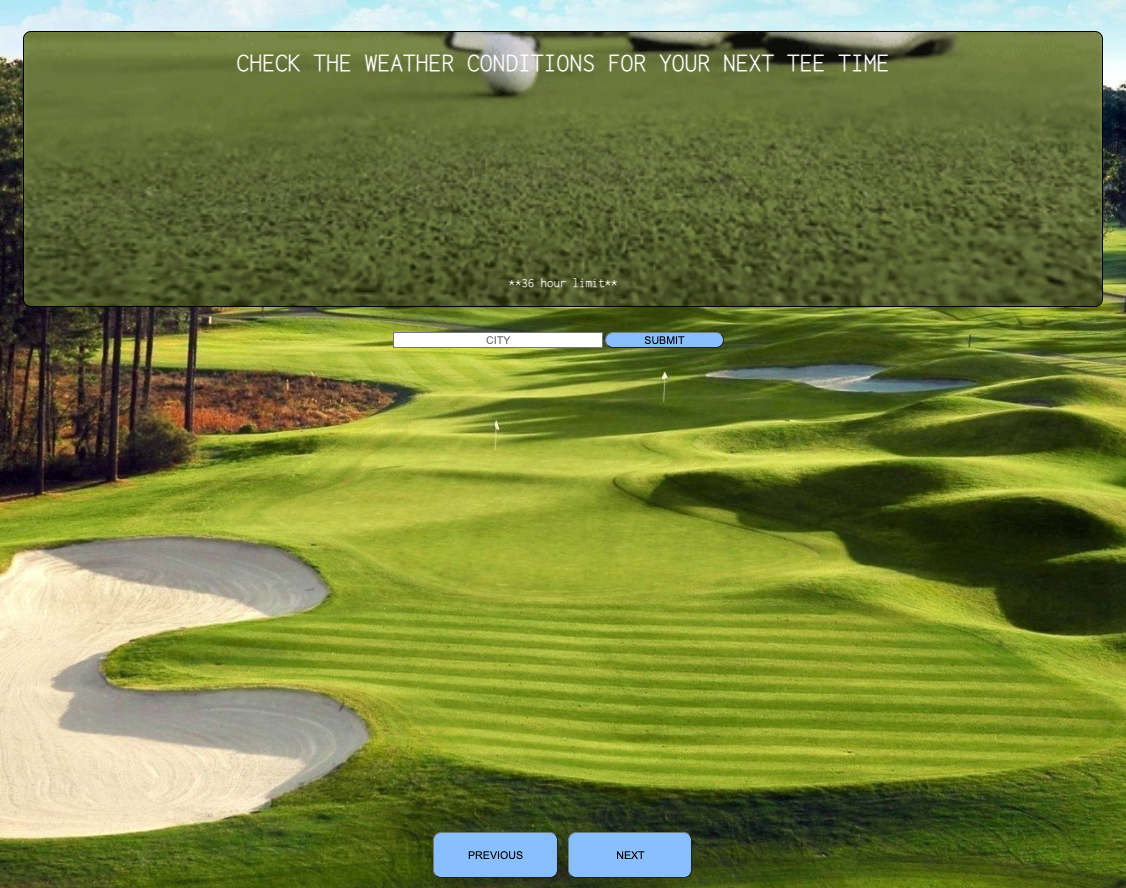 CHECK THE WEATHER CONDITIONS FOR YOUR NEXT TEE TIME
**36 hour limit**
CITY SUBMIT
PREVIOUS NEXT